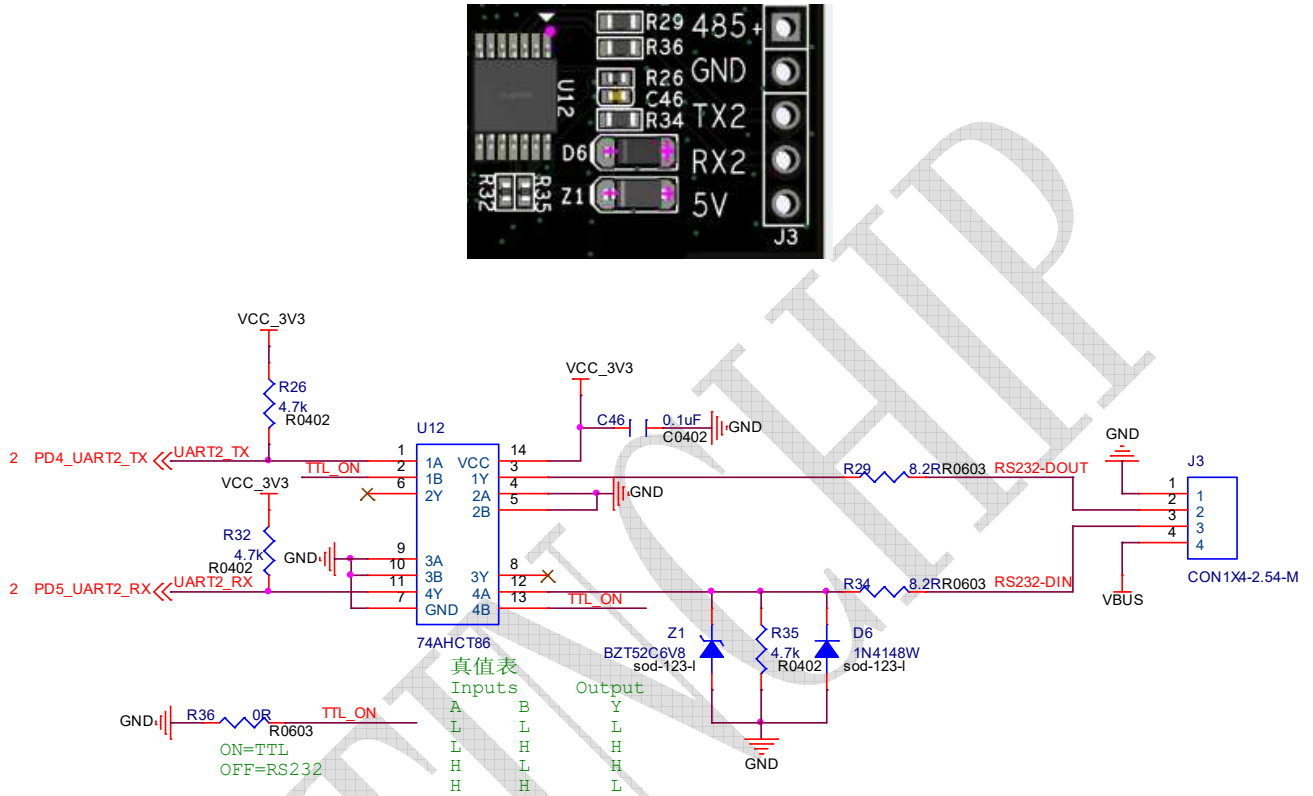 R29 485+
R36
R26 GND
C46
U12
R34 TX2
D6 RX2
R32 R35 Z1 5V
J3
VCC_3V3
R26
4.7k
R0402
VCC_3V3
C46 0.1uF GND
C0402
U12
GND
J3
2 PD4_UART2_TX UART2_TX 1 1A VCC 14
TTL_ON 2 1B 1Y 3 R29 8.2R R0603 RS232-DOUT 1 1
VCC_3V3 6 2Y 2A 4 GND 2 2
2B 5 3 3
R32 4 4
4.7k GND 9 3A
R0402 10 3B 3Y 8 CON1X4-2.54-M
2 PD5_UART2_RX UART2_RX 11 4Y 4A 12 R34 8.2R R0603 RS232-DIN
7 GND 4B 13 TTL_ON VBUS
74AHCT86
Z1 R35 D6
BZT52C6V8 4.7k 1N4148W
sod-123-l R0402 sod-123-l
GND
真值表
Inputs Output
A B Y
L L L
L H H
H L H
H H L
GND R36 0R TTL_ON
R0603
ON=TTL
OFF=RS232